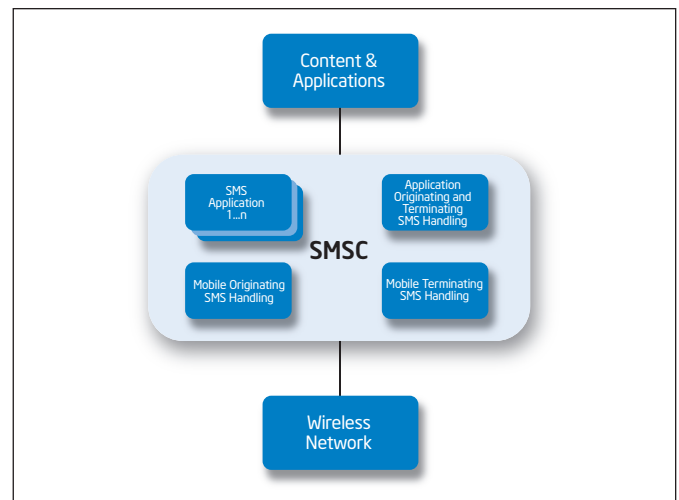 Content &
Applications
SMS
Application
1...n
Application
Originating and
Terminating
SMS Handling
SMSC
Mobile Originating
SMS Handling
Mobile Terminating
SMS Handling
Wireless
Network